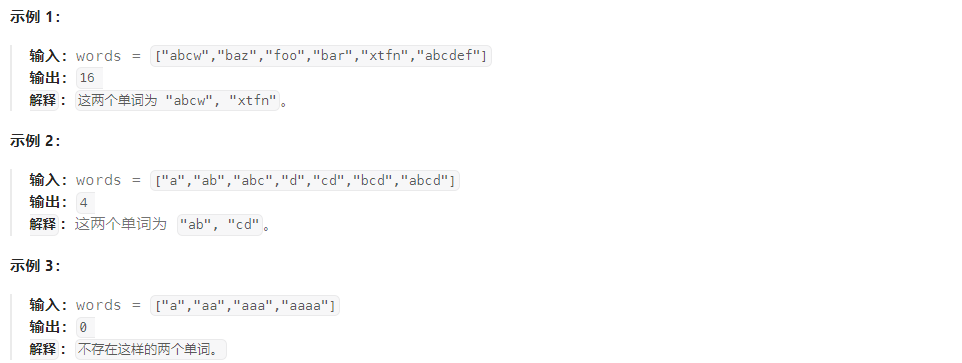 示例 1：
输入：words = ["abcw","baz","foo","bar","xtfn","abcdef"]
输出：16
解释：这两个单词为 "abcw", "xtfn"。
示例 2：
输入：words = ["a","ab","abc","d","cd","bcd","abcd"]
输出：4
解释：这两个单词为 "ab", "cd"。
示例 3：
输入：words = ["a","aa","aaa","aaaa"]
输出：0
解释：不存在这样的两个单词。